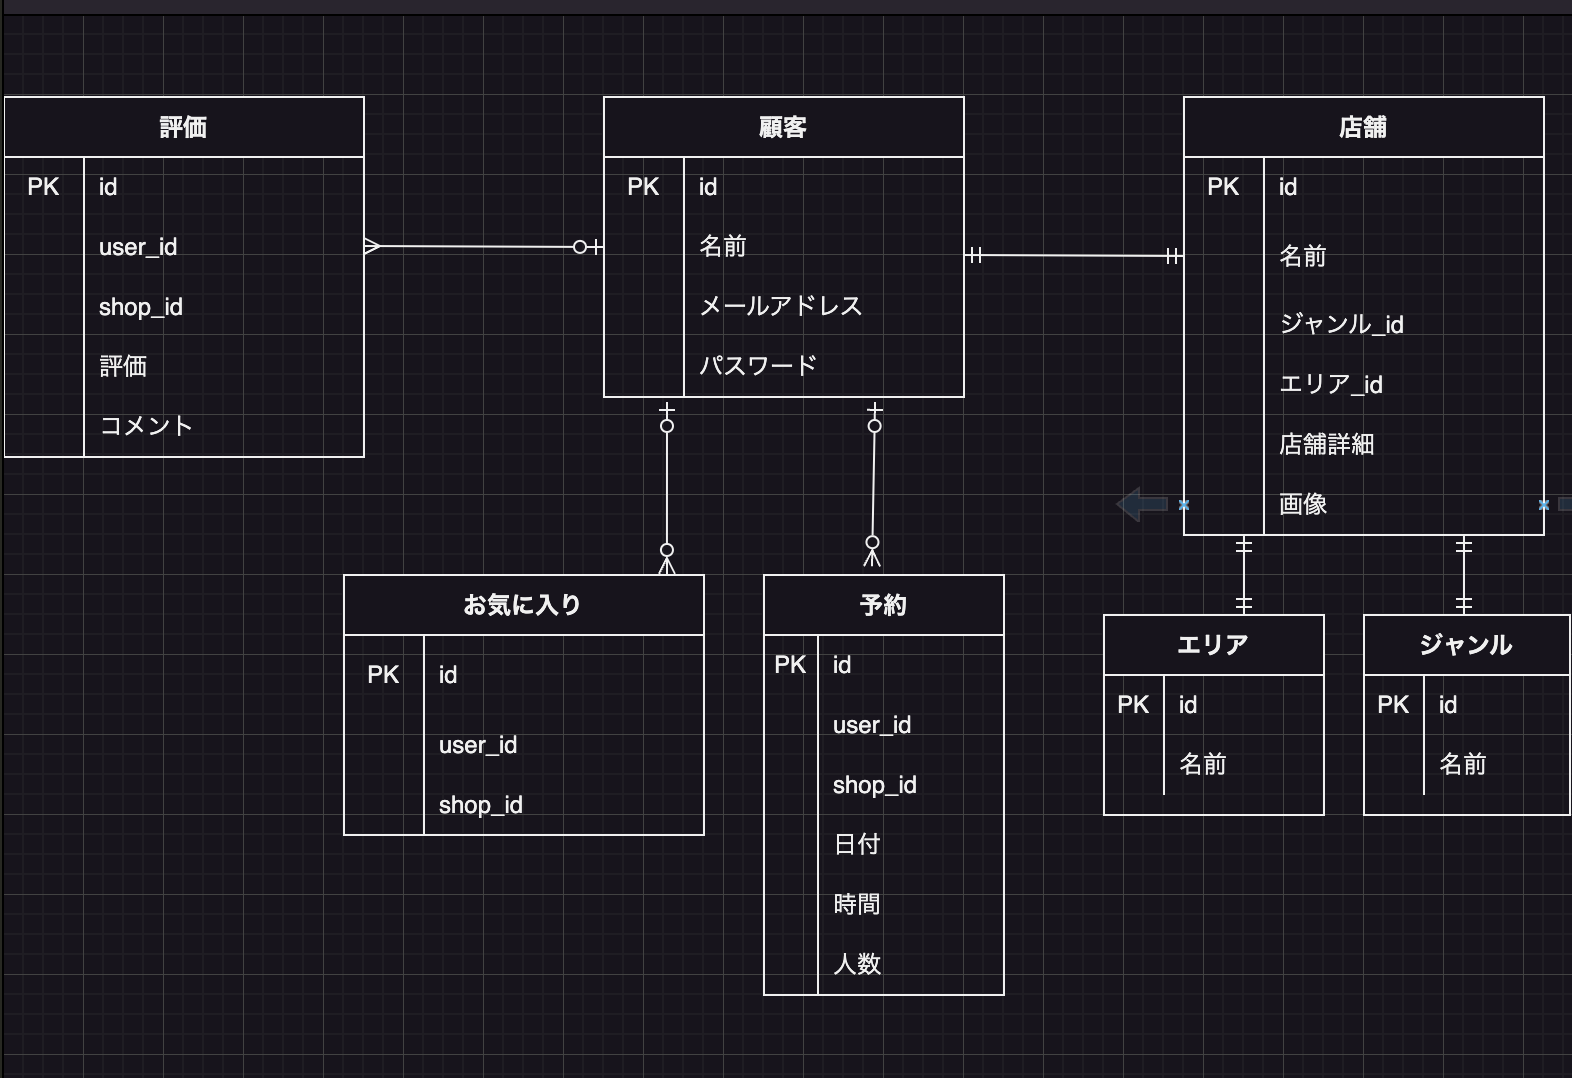 評価
PK id
user_id
shop_id
評価
コメント
顧客
PK id
名前
メールアドレス
パスワード
店舗
PK id
名前
ジャンル_id
エリア_id
店舗詳細
画像
お気に入り
PK id
user_id
shop_id
予約
PK id
user_id
shop_id
日付
時間
人数
エリア
PK id
名前
ジャンル
PK id
名前